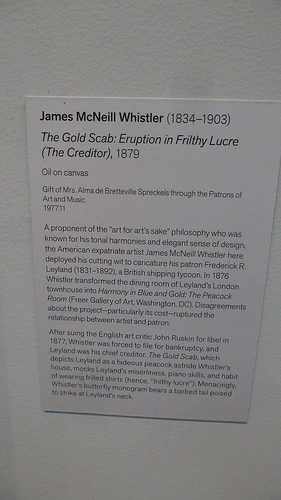 James McNeill Whistler (1834–1903)
The Gold Scab: Eruption in Frilthy Lucre
(The Creditor), 1879
Oil on canvas
Gift of Mrs. Alma de Bretteville Spreckels through the Patrons of
Art and Music
1977.11
A proponent of the "art for art's sake" philosophy who was
known for his tonal harmonies and elegant sense of design,
the American expatriate artist James McNeill Whistler here
deployed his cutting wit to caricature his patron Frederick R.
Leyland (1831–1892), a British shipping tycoon. In 1876
Whistler transformed the dining room of Leyland's London
townhouse into Harmony in Blue and Gold: The Peacock
Room (Freer Gallery of Art, Washington, DC). Disagreements
about the project—particularly its cost—ruptured the
relationship between artist and patron.
After suing the English art critic John Ruskin for libel in
1877, Whistler was forced to file for bankruptcy, and
Leyland was his chief creditor. The Gold Scab, which
depicts Leyland as a hideous peacock astride Whistler's
house, mocks Leyland's miserliness, piano skills, and habit
of wearing frilled shirts (hence, "frilthy lucre"). Menacingly,
Whistler's butterfly monogram bears a barbed tail poised
to strike at Leyland's neck.